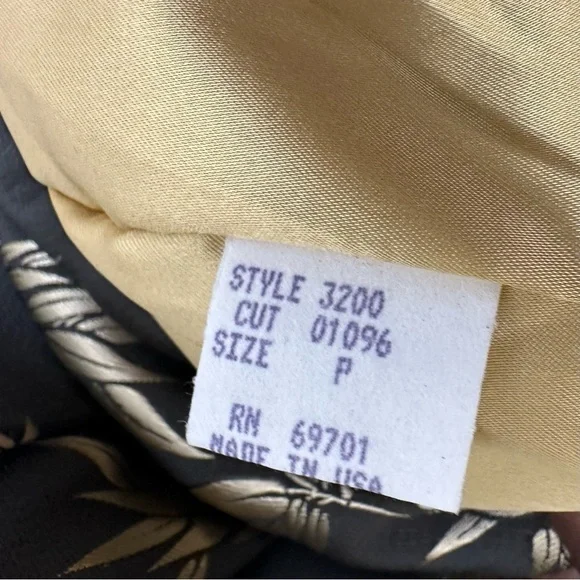 STYLE 3200
CUT 01096
SIZE P
RN 69701
MADE IN USA